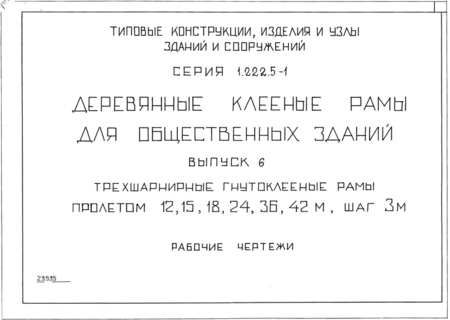 ТИПОВЫЕ КОНСТРУКЦИИ, ИЗДЕЛИЯ И УЗЛЫ
ЗДАНИЙ И СООРУЖЕНИЙ
СЕРИЯ 1.222.5-1
ДЕРЕВЯННЫЕ КЛЕЕНЫЕ РАМЫ
ДЛЯ ОБЩЕСТВЕННЫХ ЗДАНИЙ
ВЫПУСК 6
ТРЕХШАРНИРНЫЕ ГНУТОКЛЕЕНЫЕ РАМЫ
ПРОЛЕТОМ 12, 15, 18, 24, 36, 42 М, ШАГ 3М
РАБОЧИЕ ЧЕРТЕЖИ
23535